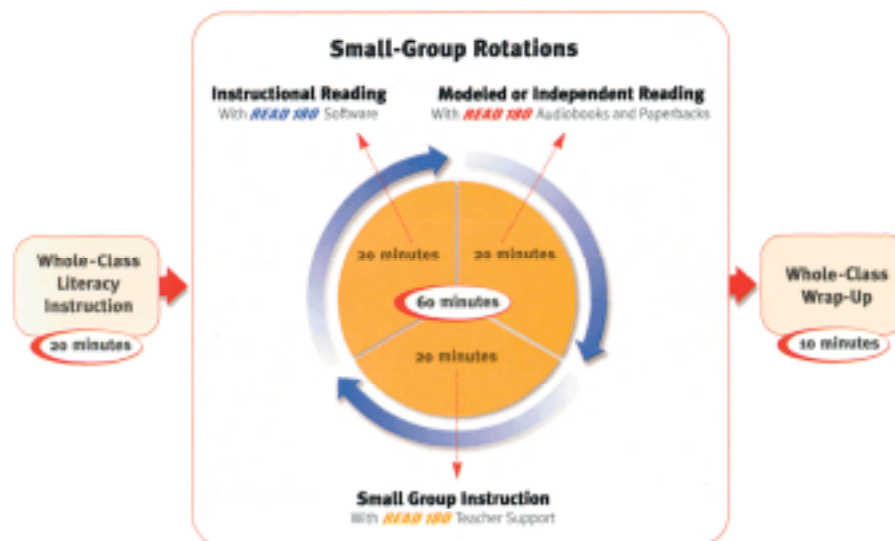 Small-Group Rotations
Instructional Reading
With READ 180 Software
Modeled or Independent Reading
With READ 180 Audiobooks and Paperbacks
20 minutes
20 minutes
60 minutes
20 minutes
Whole-Class
Literacy
Instruction
20 minutes
Whole-Class
Wrap-Up
10 minutes
Small Group Instruction
With READ 180 Teacher Support